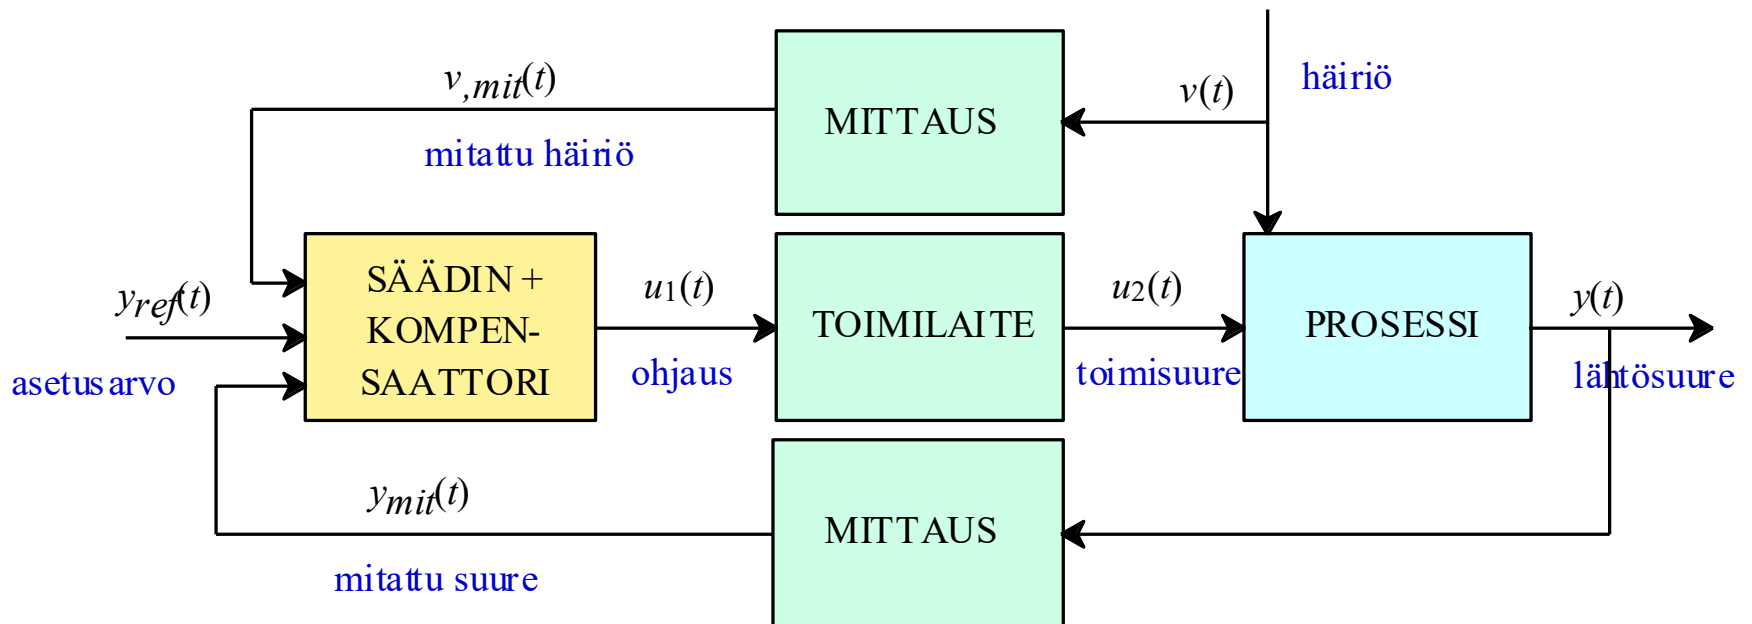 v,mit(t)
mitattu häiriö
MITTAUS
v(t)
häiriö
yref(t)
asetusarvo
SÄÄDIN +
KOMPEN-
SAATTORI
u1(t)
ohjaus
TOIMILAITE
u2(t)
toimisuure
PROSESSI
y(t)
lähtösuure
ymit(t)
mitattu suure
MITTAUS